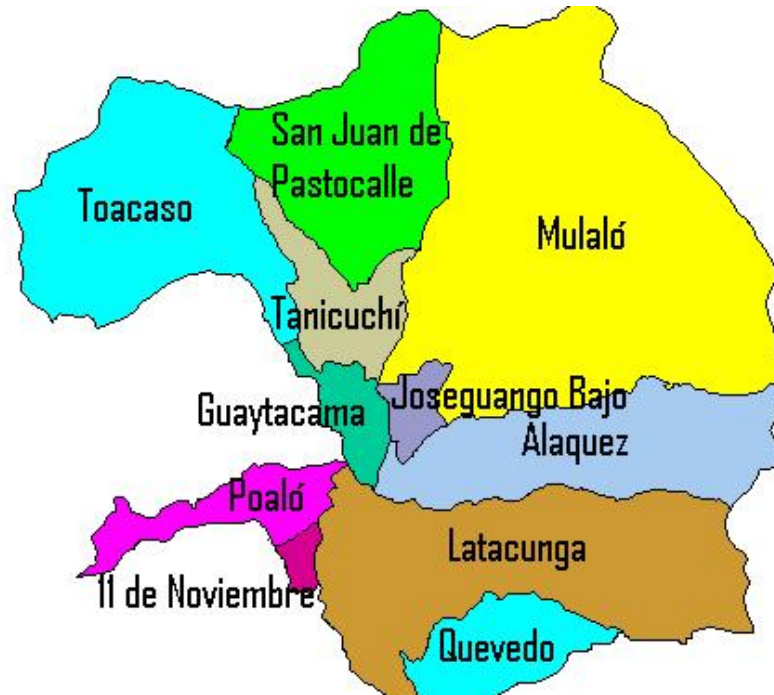 San Juan de
Pastocalle
Toacaso
Mulaló
Tanicuchí
Joseguango Bajo
Guaytacama
Alaquez
Poaló
Latacunga
11 de Noviembre
Quevedo